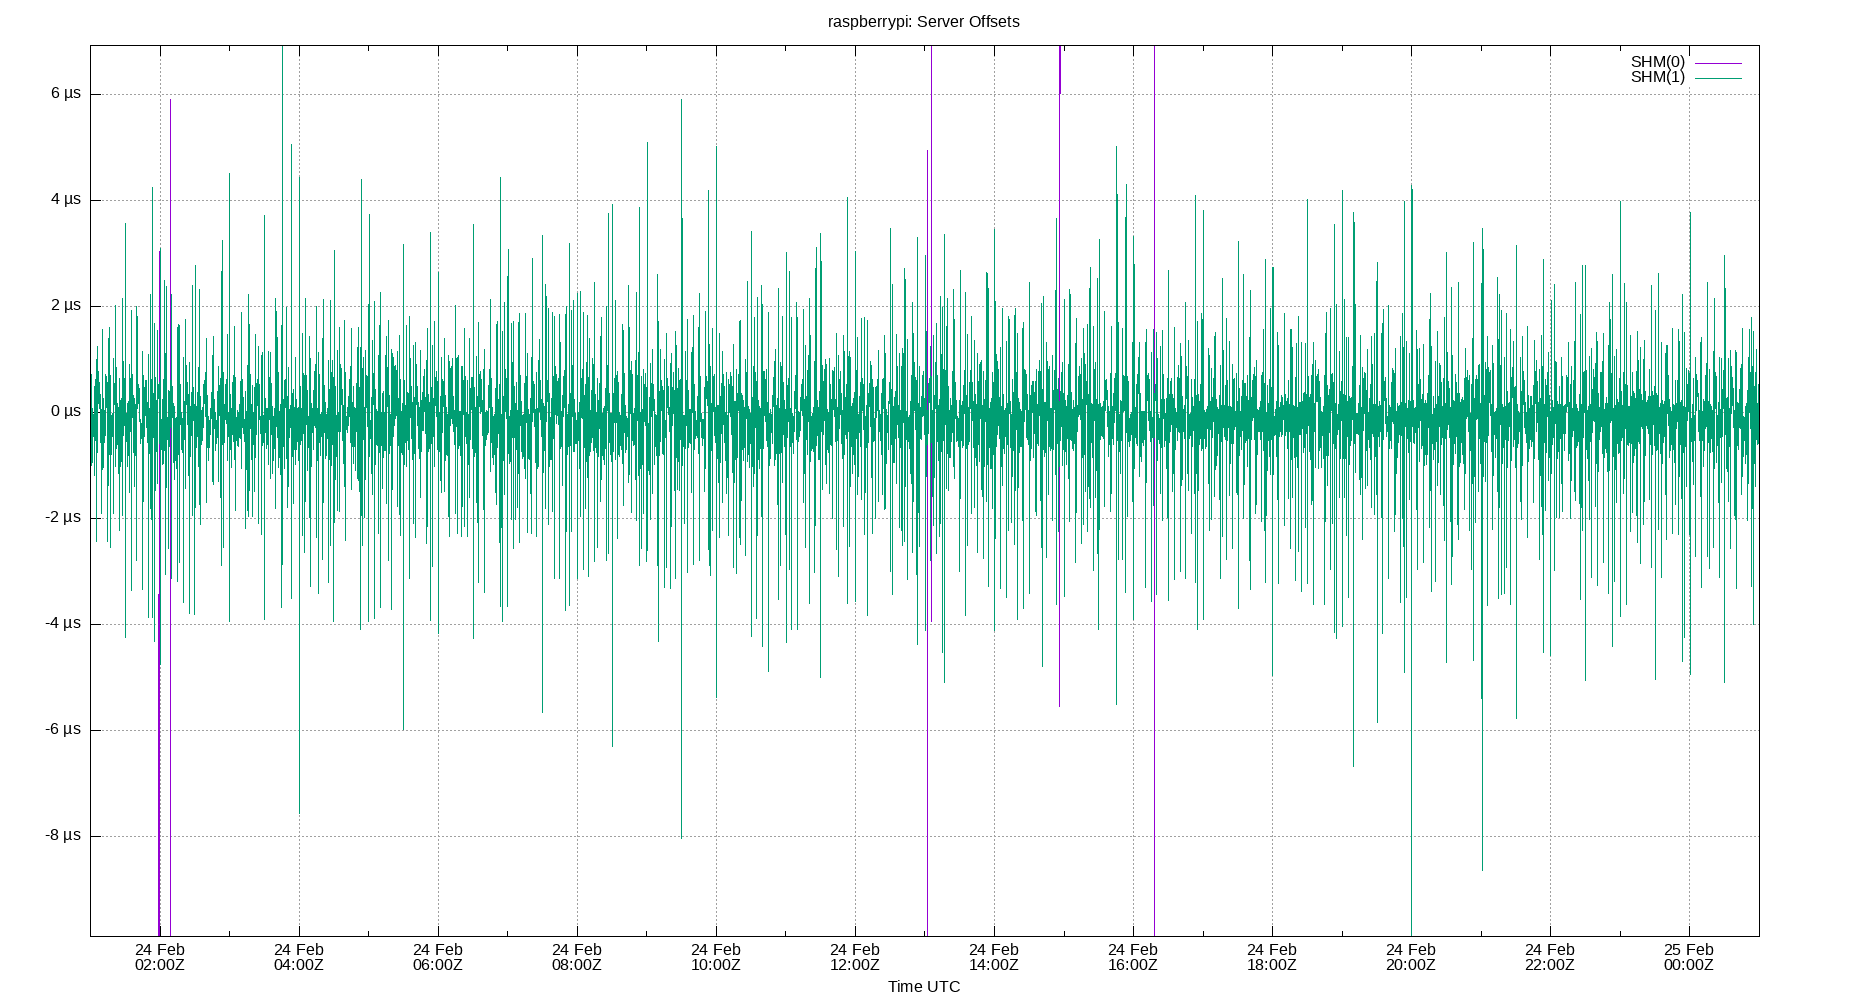 raspberrypi: Server Offsets
SHM(0)
SHM(1)
6 µs
4 µs
2 µs
0 µs
-2 µs
-4 µs
-6 µs
-8 µs
24 Feb 24 Feb 24 Feb 24 Feb 24 Feb 24 Feb 24 Feb 24 Feb 24 Feb 24 Feb 24 Feb 25 Feb
02:00Z 04:00Z 06:00Z 08:00Z 10:00Z 12:00Z 14:00Z 16:00Z 18:00Z 20:00Z 22:00Z 00:00Z
Time UTC